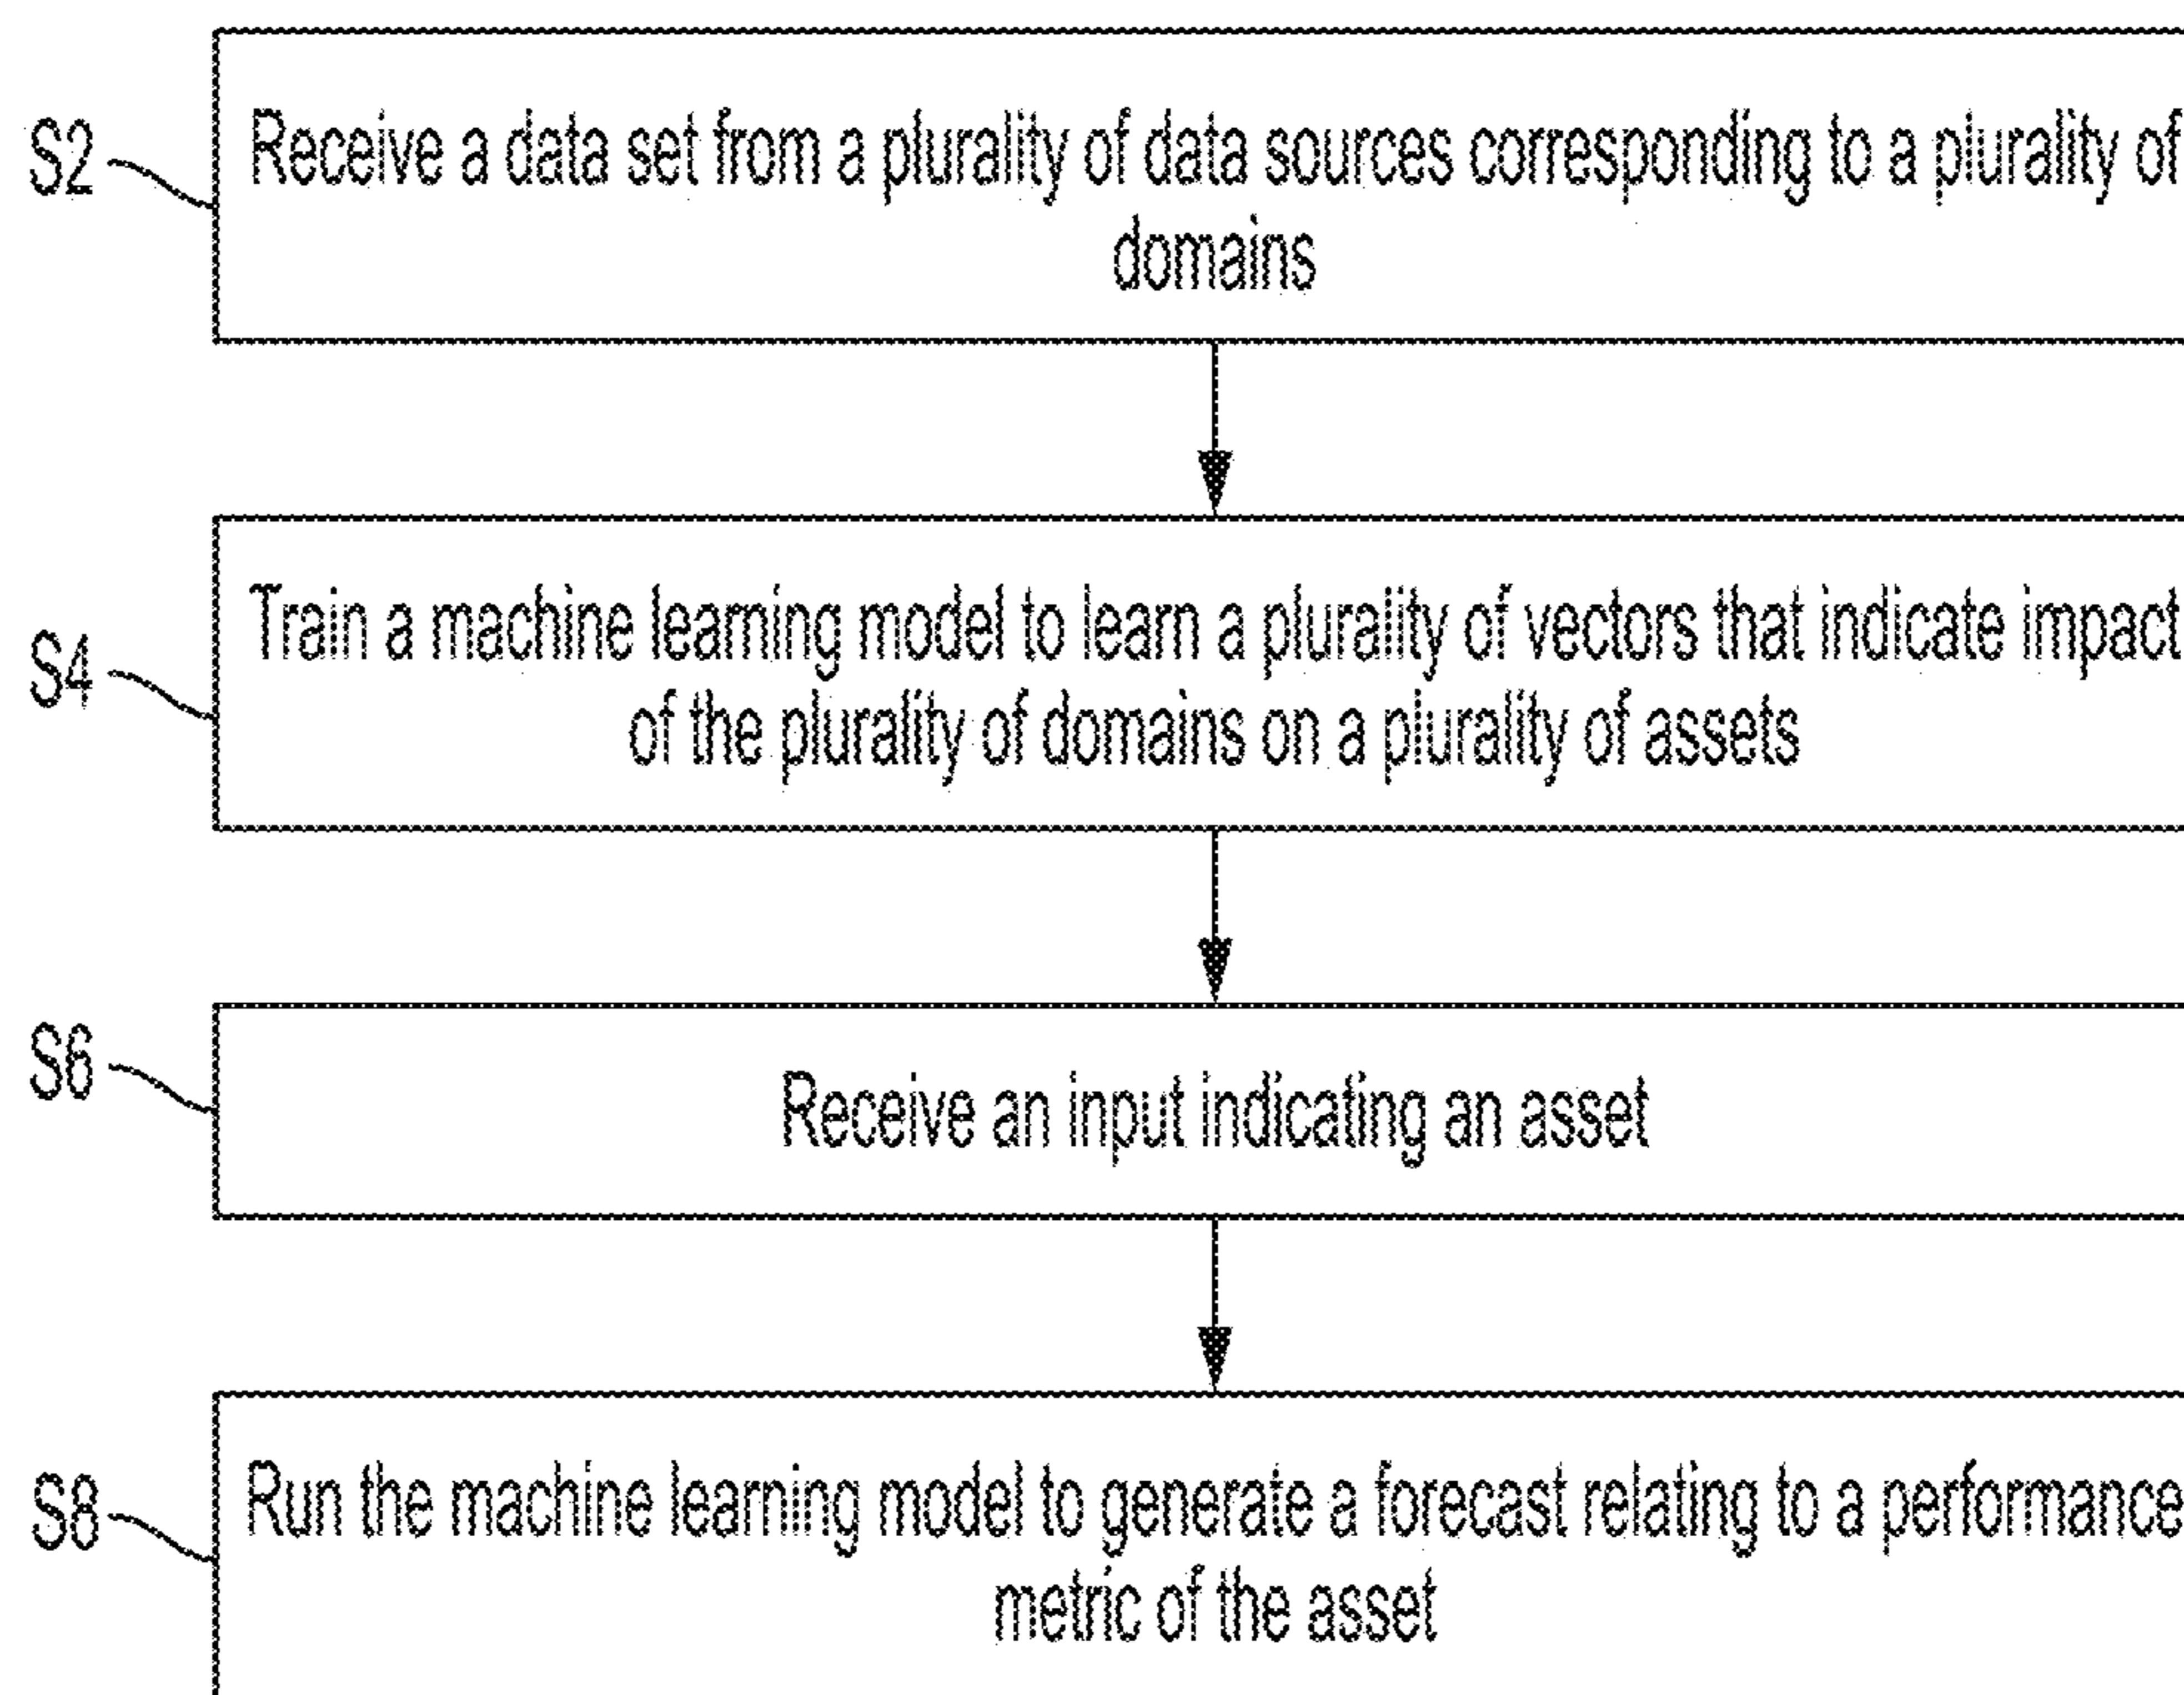 S2
Receive a data set from a plurality of data sources corresponding to a plurality of
domains
S4
Train a machine learning model to learn a plurality of vectors that indicate impact
of the plurality of domains on a plurality of assets
S6
Receive an input indicating an asset
S8
Run the machine learning model to generate a forecast relating to a performance
metric of the asset